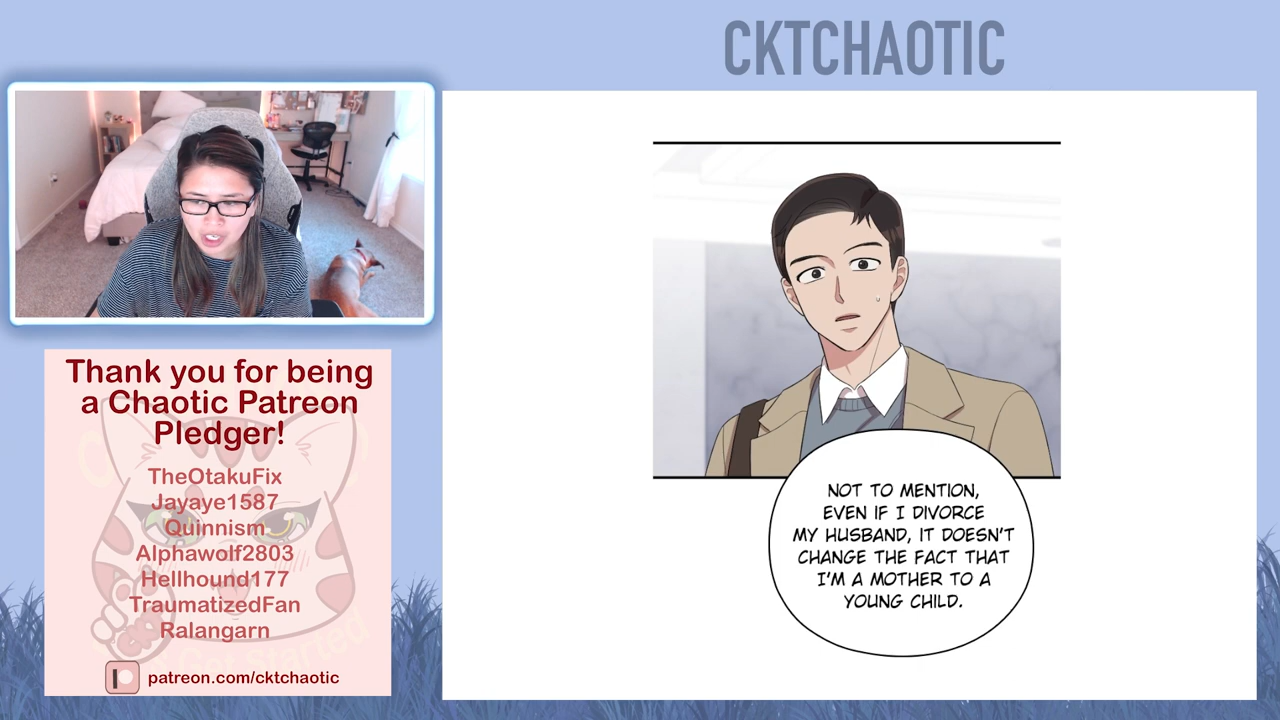 CKTCHAOTIC
Thank you for being
a Chaotic Patreon
Pledger!
TheOtakuFix
Jayaye1587
Quinnism
Alphawolf2803
Hellhound177
TraumatizedFan
Ralangarn
patreon.com/cktchaotic
NOT TO MENTION,
EVEN IF I DIVORCE
MY HUSBAND, IT DOESN'T
CHANGE THE FACT THAT
I'M A MOTHER TO A
YOUNG CHILD.